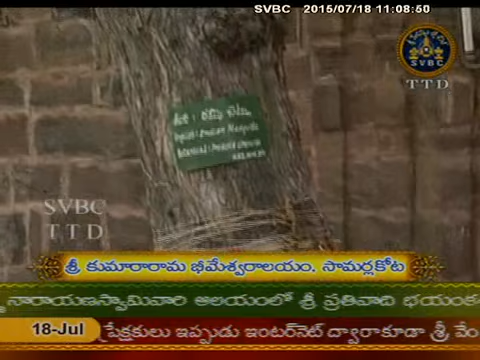 SVBC 2015/07/18 11:08:50
SVBC
TTD
SVBC
TTD
శ్రీ కుమారారామ భీమేశ్వరాలయం. సామర్లకోట
నారాయణస్వామివారి ఆలయంలో శ్రీ ప్రతివాది భయంక
18-Jul ప్రేక్షకులు ఇప్పుడు ఇంటర్‌నెట్ ద్వారాకూడా శ్రీ వేం